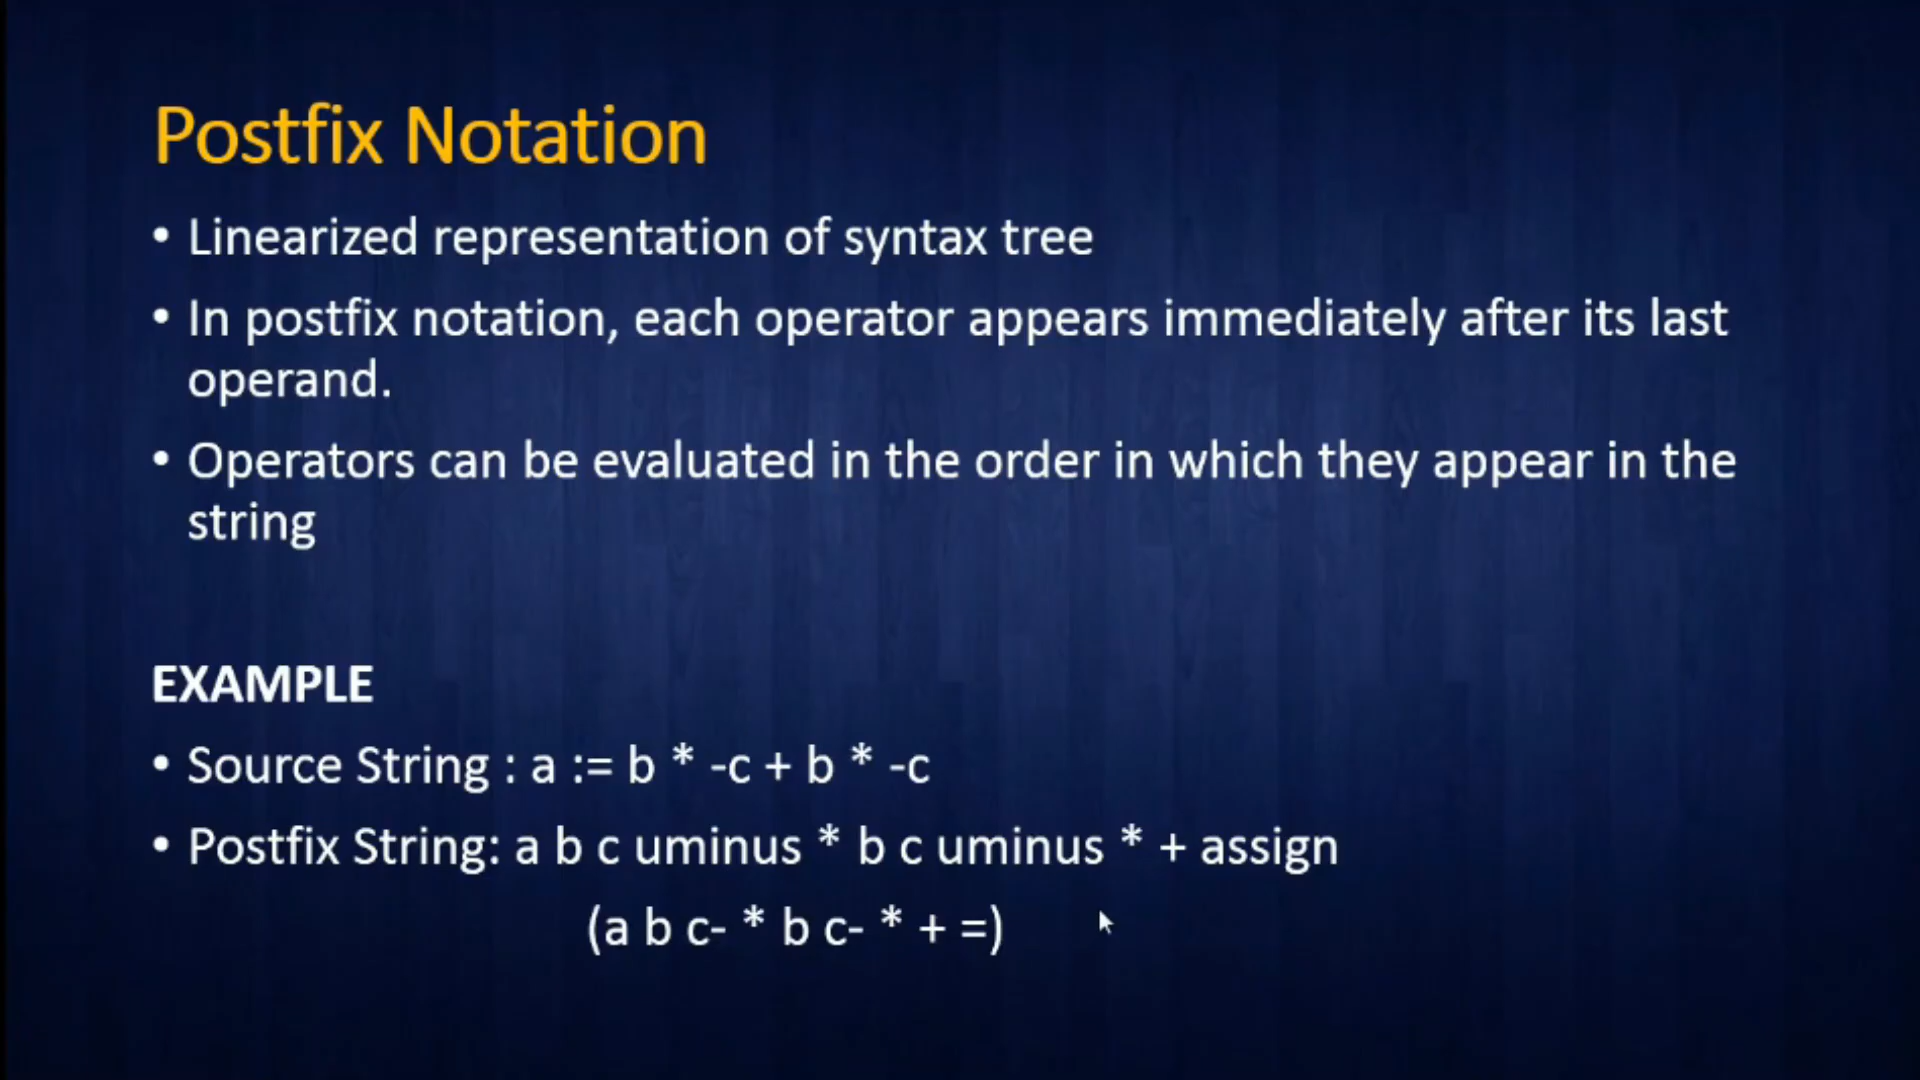 Postfix Notation
• Linearized representation of syntax tree
• In postfix notation, each operator appears immediately after its last
operand.
• Operators can be evaluated in the order in which they appear in the
string
EXAMPLE
• Source String : a := b * -c + b * -c
• Postfix String: a b c uminus * b c uminus * + assign
(a b c- * b c- * + =)